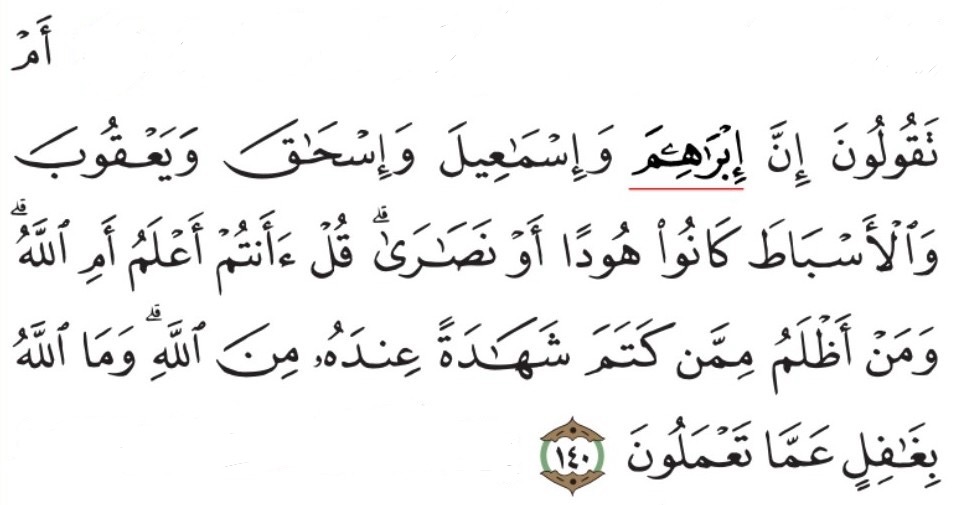 أَمۡ
تَقُولُونَ إِنَّ إِبۡرَٰهِـۧمَ وَإِسۡمَٰعِيلَ وَإِسۡحَٰقَ وَيَعۡقُوبَ
وَٱلۡأَسۡبَاطَ كَانُواْ هُودًا أَوۡ نَصَٰرَىٰۗ قُلۡ ءَأَنتُمۡ أَعۡلَمُ أَمِ ٱللَّهُۗ
وَمَنۡ أَظۡلَمُ مِمَّن كَتَمَ شَهَٰدَةً عِندَهُۥ مِنَ ٱللَّهِۗ وَمَا ٱللَّهُ
بِغَٰفِلٍ عَمَّا تَعۡمَلُونَ ١٤٠